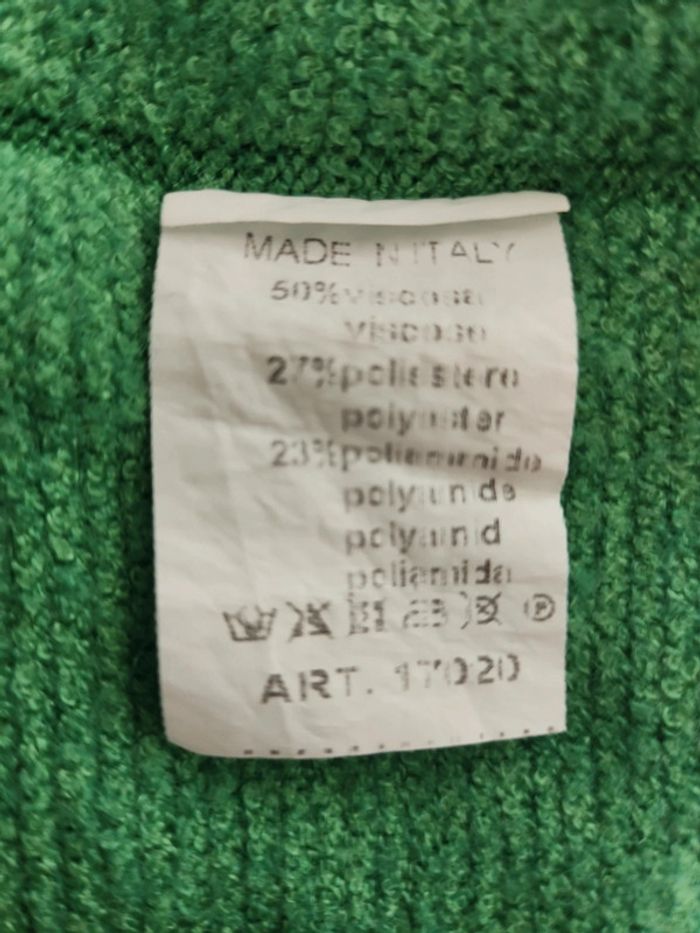 MADE IN ITALY
50% viscosa
viscose
27% poliestere
polyester
23% poliammide
polyamide
polyamid
poliamida
ART. 17020